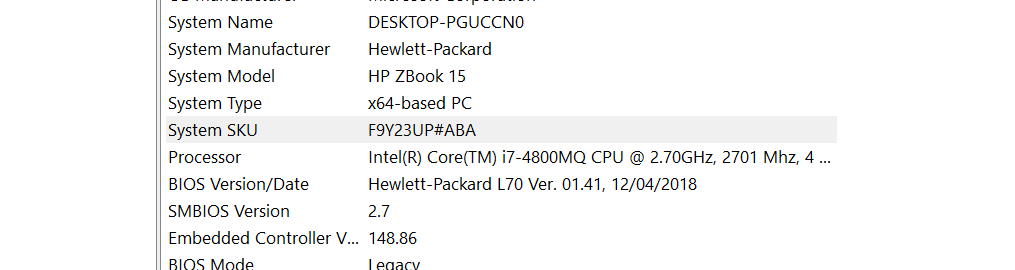 System Name DESKTOP-PGUCCN0
System Manufacturer Hewlett-Packard
System Model HP ZBook 15
System Type x64-based PC
System SKU F9Y23UP#ABA
Processor Intel(R) Core(TM) i7-4800MQ CPU @ 2.70GHz, 2701 Mhz, 4 ...
BIOS Version/Date Hewlett-Packard L70 Ver. 01.41, 12/04/2018
SMBIOS Version 2.7
Embedded Controller V... 148.86
BIOS Mode Legacy